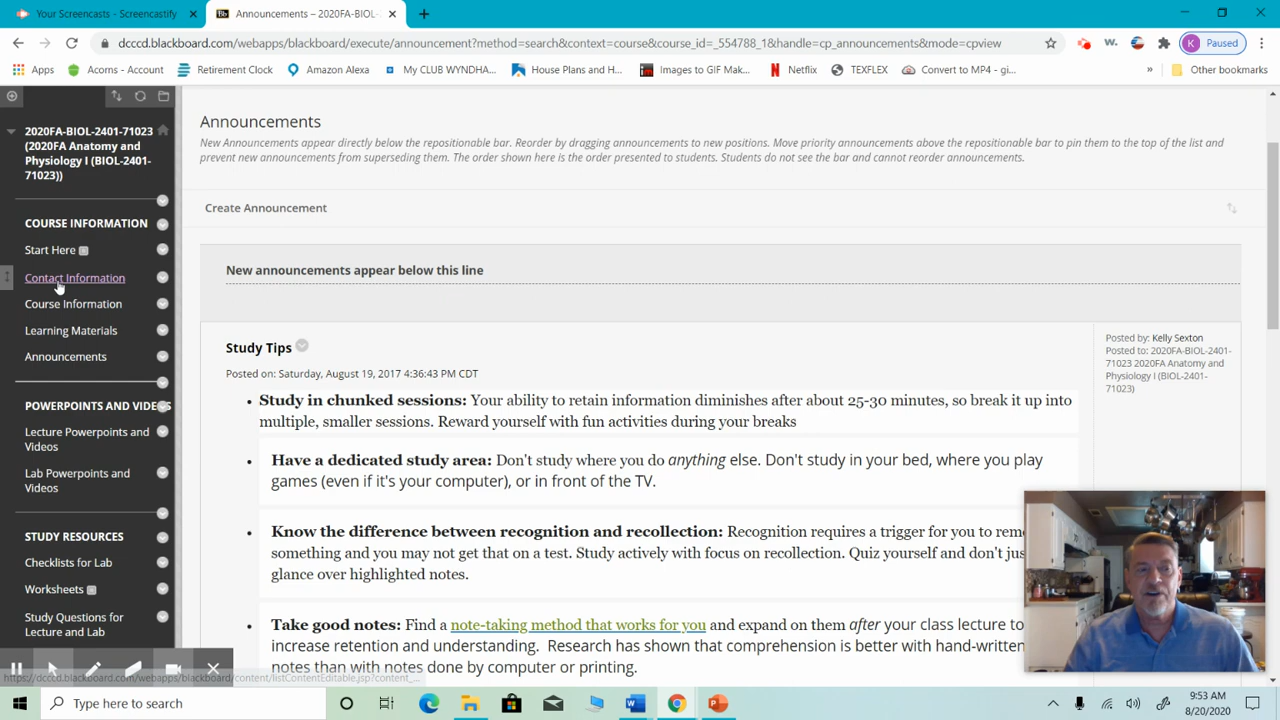 Your Screencasts - Screencastify
Announcements – 2020FA-BIOL-
dcccd.blackboard.com/webapps/blackboard/execute/announcement?method=search&context=course&course_id=_554788_1&handle=cp_announcements&mode=cpview
K Paused
Apps
Acorns - Account
Retirement Clock
Amazon Alexa
My CLUB WYNDHA...
House Plans and H...
Images to GIF Mak...
Netflix
TEXFLER
Convert to MP4 - gi...
»
Other bookmarks
2020FA-BIOL-2401-71023
(2020FA Anatomy and
Physiology I (BIOL-2401-
71023))
COURSE INFORMATION
Start Here
Contact Information
Course Information
Learning Materials
Announcements
POWERPOINTS AND VIDEOS
Lecture Powerpoints and
Videos
Lab Powerpoints and
Videos
STUDY RESOURCES
Checklists for Lab
Worksheets
Study Questions for
Lecture and Lab
Announcements
New Announcements appear directly below the repositionable bar. Reorder by dragging announcements to new positions. Move priority announcements above the repositionable bar to pin them to the top of the list and
prevent new announcements from superseding them. The order shown here is the order presented to students. Students do not see the bar and cannot reorder announcements.
Create Announcement
New announcements appear below this line
Study Tips
Posted on: Saturday, August 19, 2017 4:36:43 PM CDT
Posted by: Kelly Sexton
Posted to: 2020FA-BIOL-2401-
71023 2020FA Anatomy and
Physiology I (BIOL-2401-
71023)
• Study in chunked sessions: Your ability to retain information diminishes after about 25-30 minutes, so break it up into
multiple, smaller sessions. Reward yourself with fun activities during your breaks
• Have a dedicated study area: Don't study where you do anything else. Don't study in your bed, where you play
games (even if it's your computer), or in front of the TV.
• Know the difference between recognition and recollection: Recognition requires a trigger for you to
something and you may not get that on a test. Study actively with focus on recollection. Quiz yourself and don't
glance over highlighted notes.
• Take good notes: Find a note-taking method that works for you and expand on them after your class lecture to
increase retention and understanding. Research has shown that comprehension is better with hand-written
notes than with notes done by computer or printing.
https://dcccd.blackboard.com/webapps/blackboard/content/listContentEditable.jsp?content_...
Type here to search
9:53 AM
8/20/2020